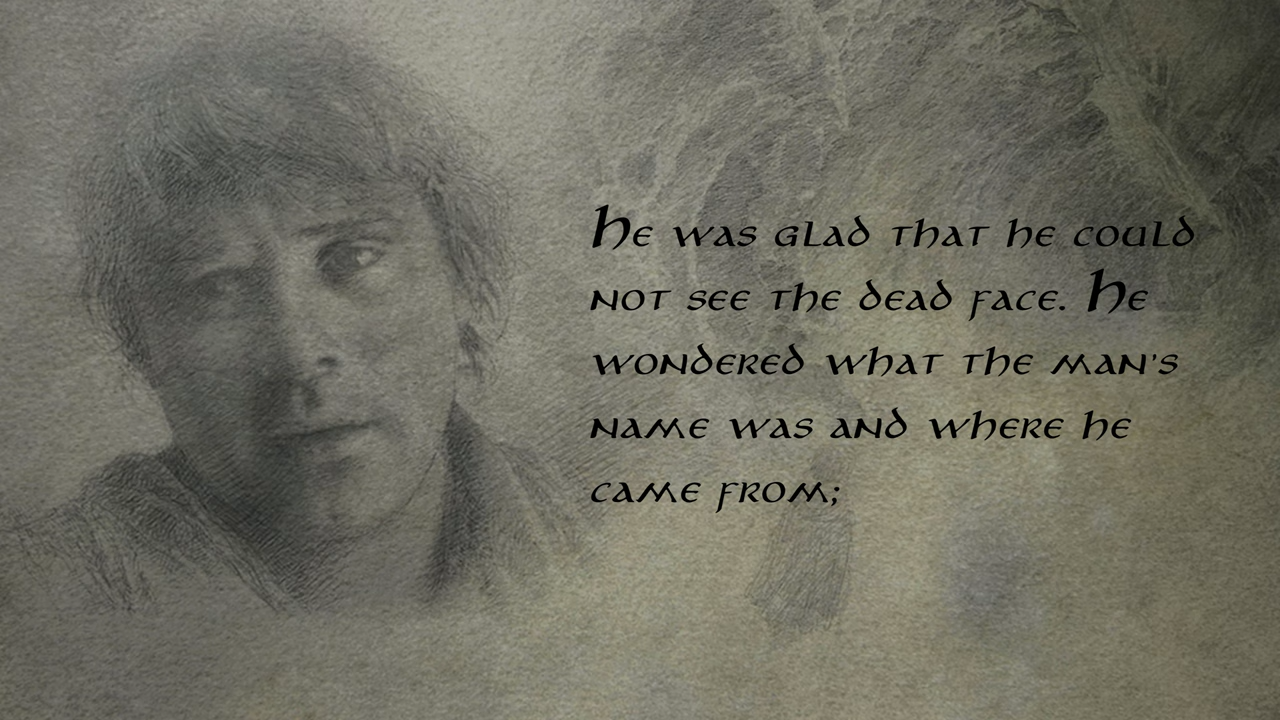 He was glad that he could
not see the dead face. He
wondered what the man's
name was and where he
came from;